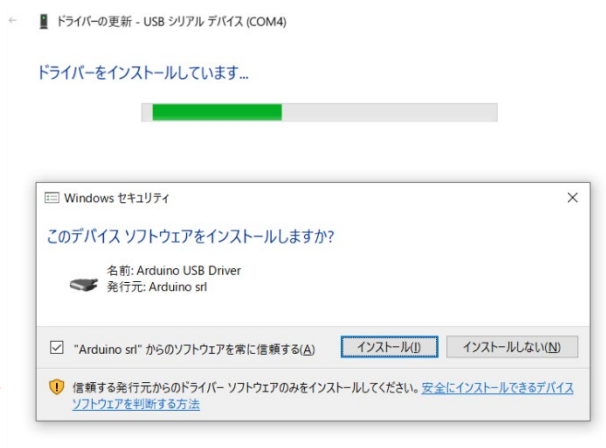 ドライバーの更新 - USB シリアル デバイス (COM4)
ドライバーをインストールしています...
Windows セキュリティ
このデバイス ソフトウェアをインストールしますか?
名前: Arduino USB Driver
発行元: Arduino srl
"Arduino srl" からのソフトウェアを常に信頼する(A)
インストール(I)
インストールしない(N)
信頼する発行元からのドライバー ソフトウェアのみをインストールしてください。安全にインストールできるデバイス
ソフトウェアを判断する方法